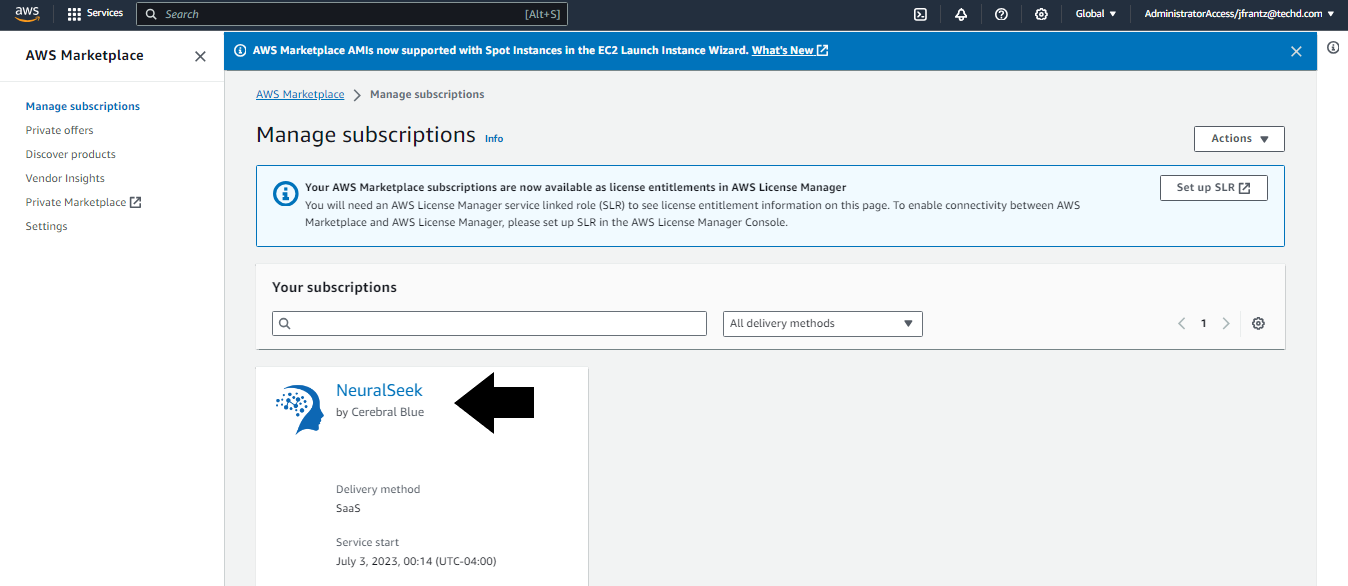 aws
Services
Search
[Alt+S]
Global
AdministratorAccess/jfrantz@techd.com
AWS Marketplace
AWS Marketplace AMIs now supported with Spot Instances in the EC2 Launch Instance Wizard. What's New
Manage subscriptions
Private offers
Discover products
Vendor Insights
Private Marketplace
Settings
AWS Marketplace > Manage subscriptions
Manage subscriptions Info
Actions
Your AWS Marketplace subscriptions are now available as license entitlements in AWS License Manager
You will need an AWS License Manager service linked role (SLR) to see license entitlement information on this page. To enable connectivity between AWS
Marketplace and AWS License Manager, please set up SLR in the AWS License Manager Console.
Set up SLR
Your subscriptions
All delivery methods
1
NeuralSeek
by Cerebral Blue
Delivery method
SaaS
Service start
July 3, 2023, 00:14 (UTC-04:00)